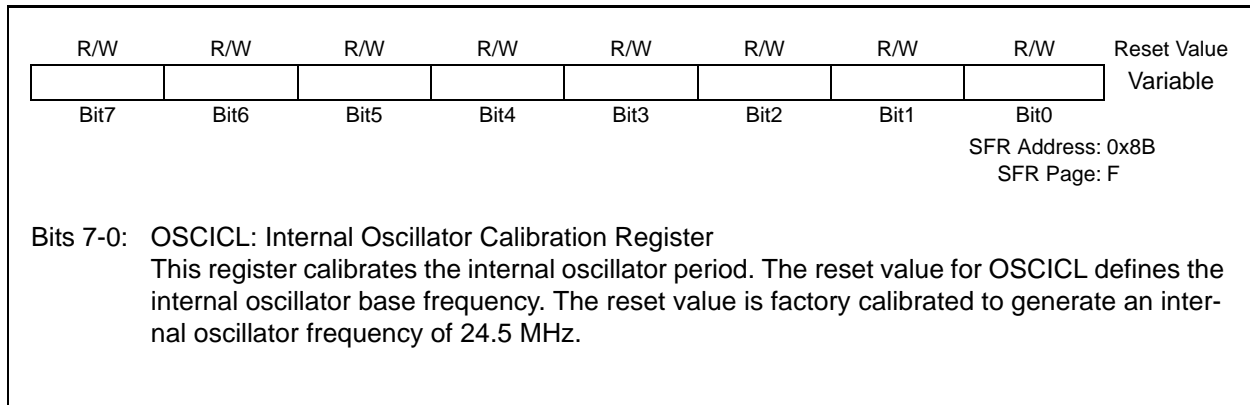 R/W R/W R/W R/W R/W R/W R/W R/W Reset Value
Variable
Bit7 Bit6 Bit5 Bit4 Bit3 Bit2 Bit1 Bit0
SFR Address: 0x8B
SFR Page: F
Bits 7-0: OSCICL: Internal Oscillator Calibration Register
This register calibrates the internal oscillator period. The reset value for OSCICL defines the
internal oscillator base frequency. The reset value is factory calibrated to generate an inter-
nal oscillator frequency of 24.5 MHz.